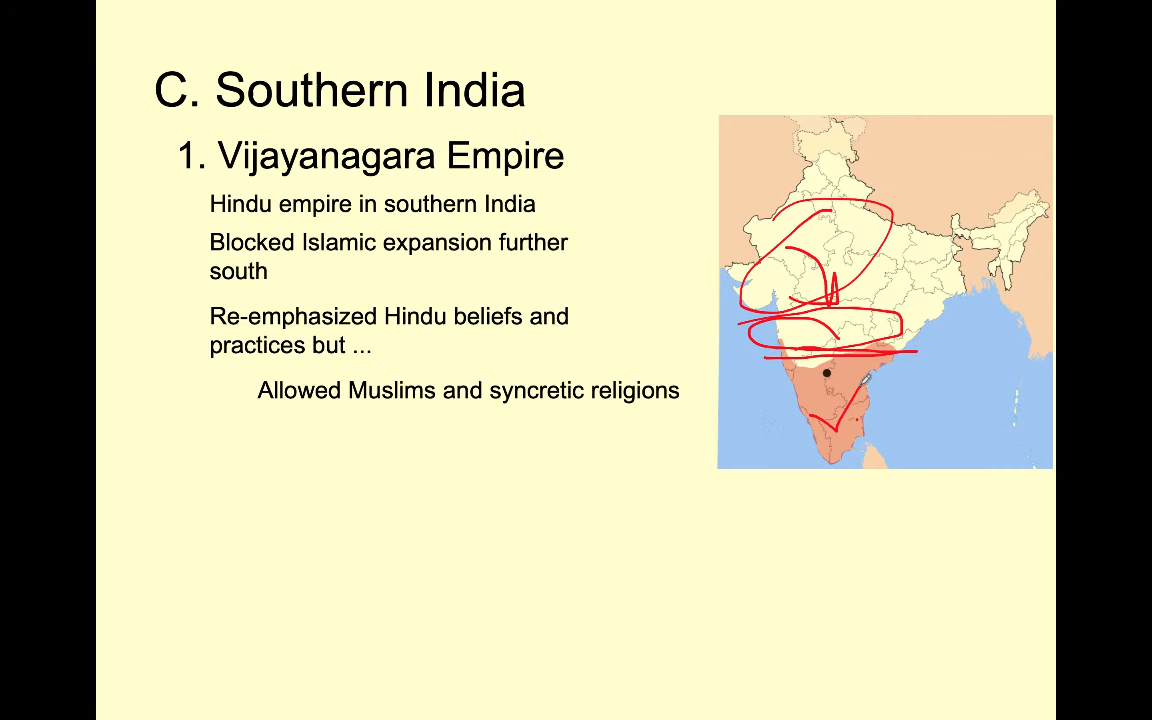 C. Southern India
1. Vijayanagara Empire
Hindu empire in southern India
Blocked Islamic expansion further
south
Re-emphasized Hindu beliefs and
practices but ...
Allowed Muslims and syncretic religions